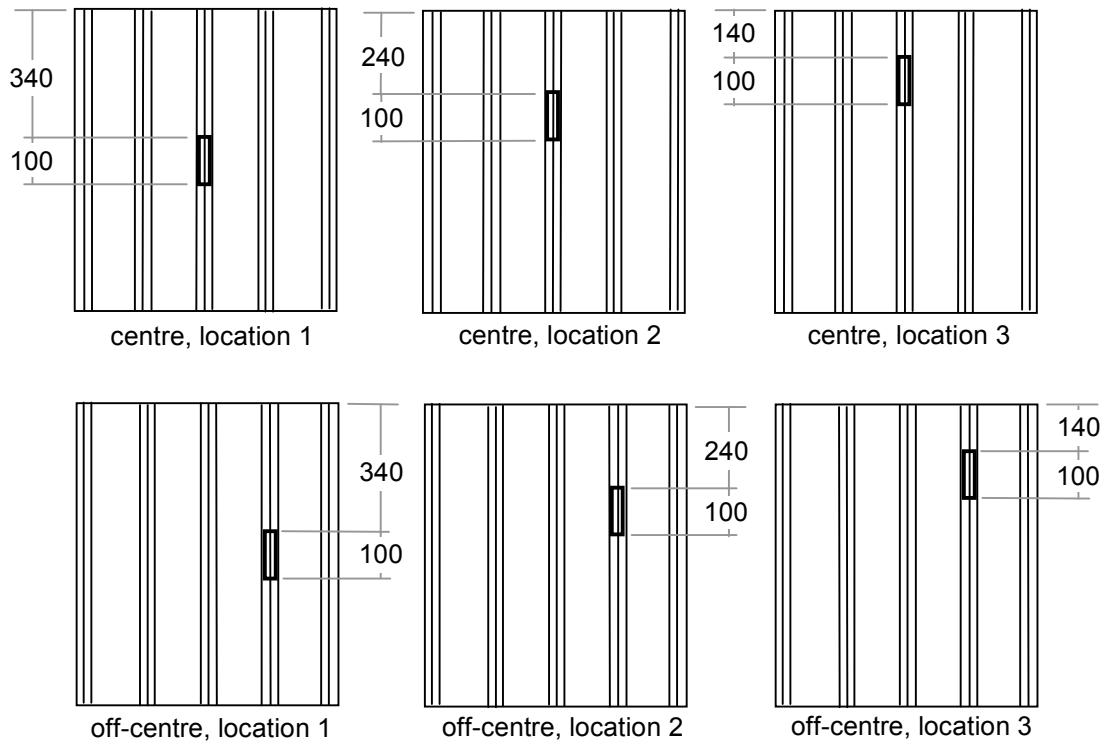 340
100
centre, location 1
240
100
centre, location 2
140
100
centre, location 3
340
100
off-centre, location 1
240
100
off-centre, location 2
140
100
off-centre, location 3